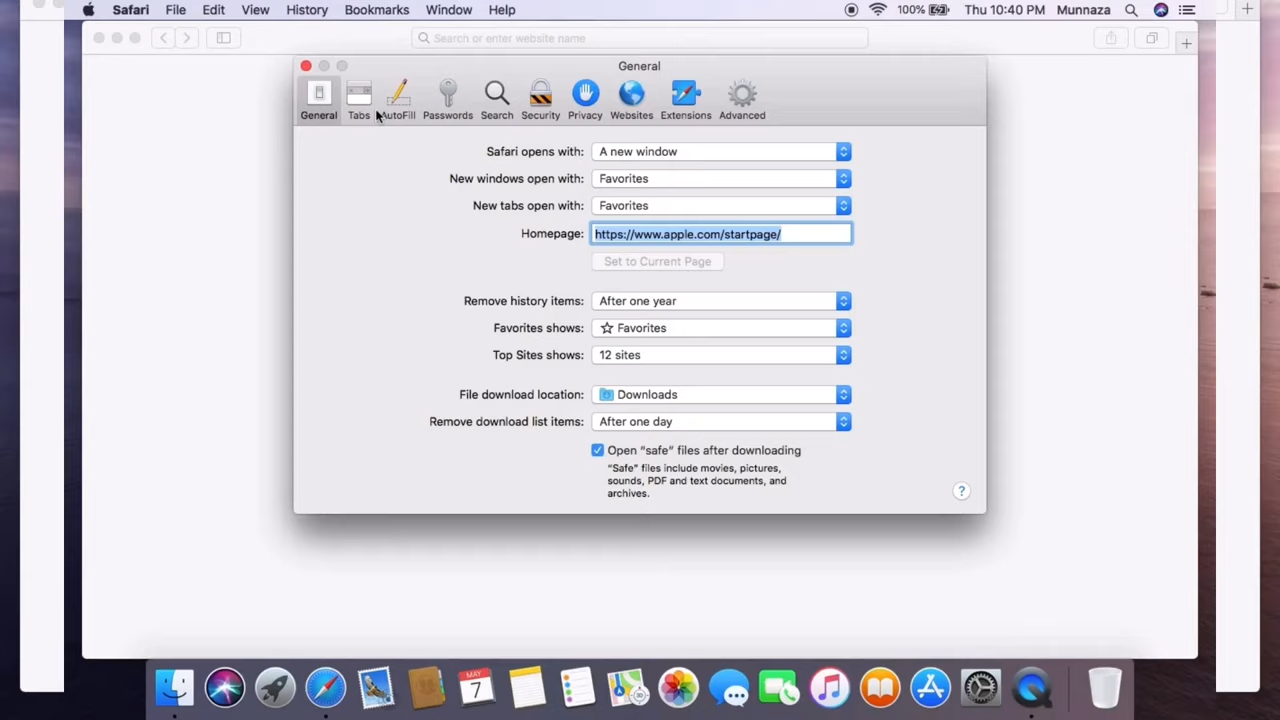 Safari File Edit View History Bookmarks Window Help 100% Thu 10:40 PM Munnaza
Search or enter website name
General
General Tabs AutoFill Passwords Search Security Privacy Websites Extensions Advanced
Safari opens with: A new window
New windows open with: Favorites
New tabs open with: Favorites
Homepage: https://www.apple.com/startpage/
Set to Current Page
Remove history items: After one year
Favorites shows: Favorites
Top Sites shows: 12 sites
File download location: Downloads
Remove download list items: After one day
Open “safe” files after downloading
“Safe” files include movies, pictures,
sounds, PDF and text documents, and
archives.
?
MAY
7